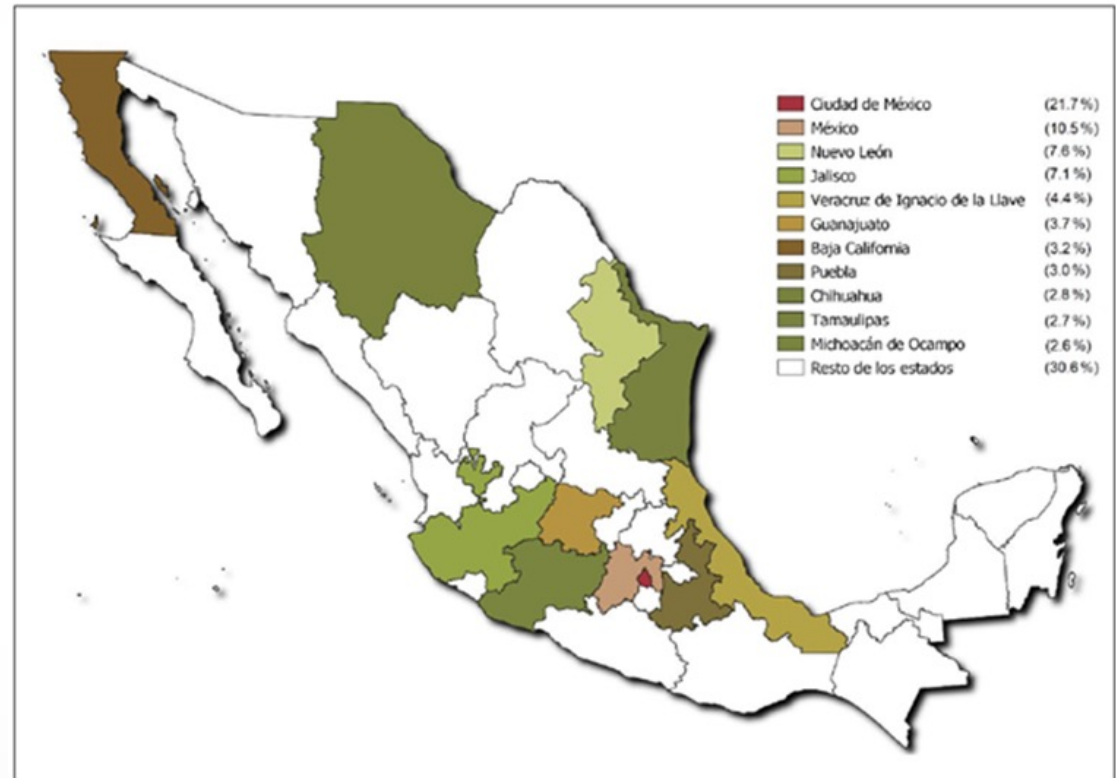 Ciudad de México (21.7%)
México (10.5%)
Nuevo León (7.6%)
Jalisco (7.1%)
Veracruz de Ignacio de la Llave (4.4%)
Guanajuato (3.7%)
Baja California (3.2%)
Puebla (3.0%)
Chihuahua (2.8%)
Tamaulipas (2.7%)
Michoacán de Ocampo (2.6%)
Resto de los estados (30.6%)